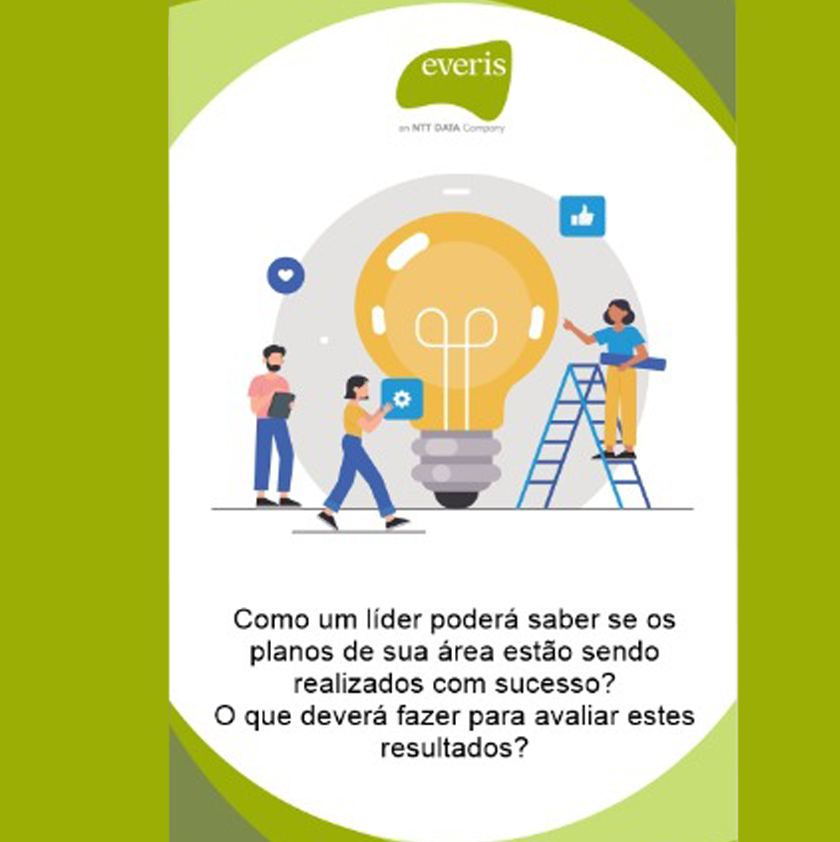 everis
an NTT DATA Company
Como um líder poderá saber se os
planos de sua área estão sendo
realizados com sucesso?
O que deverá fazer para avaliar estes
resultados?